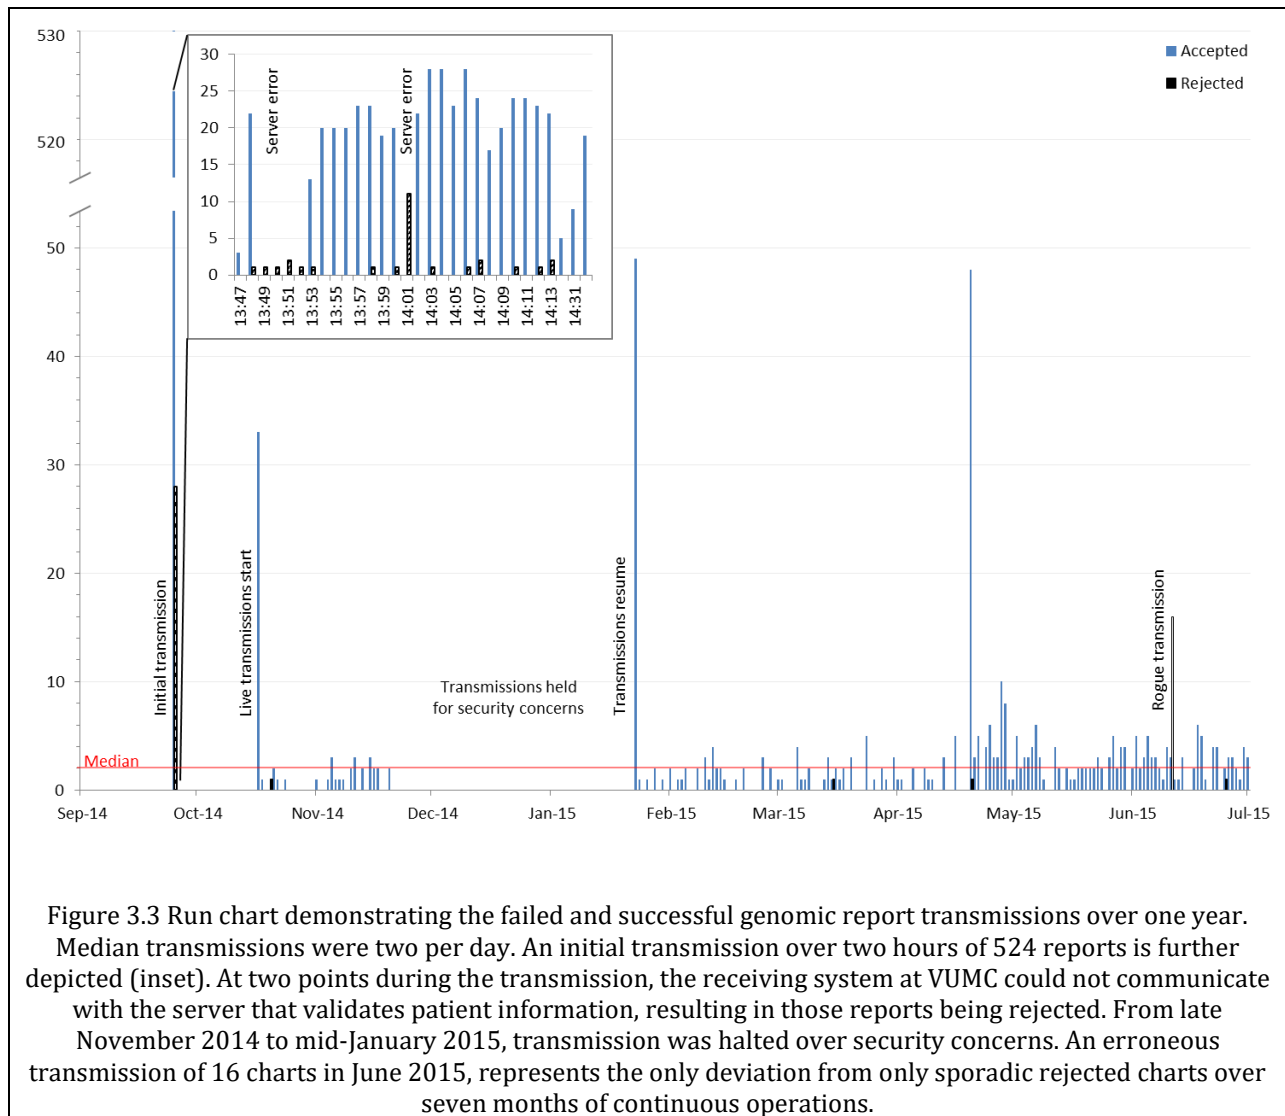 530
520
50
40
30
20
10
0
Accepted
Rejected
30
25
20
15
10
5
0
Server error
Server error
13:47
13:49
13:51
13:53
13:55
13:57
13:59
14:01
14:03
14:05
14:07
14:09
14:11
14:13
14:31
Initial transmission
Live transmissions start
Transmissions held
for security concerns
Transmissions resume
Rogue transmission
Median
Sep-14
Oct-14
Nov-14
Dec-14
Jan-15
Feb-15
Mar-15
Apr-15
May-15
Jun-15
Jul-15
Figure 3.3 Run chart demonstrating the failed and successful genomic report transmissions over one year.
Median transmissions were two per day. An initial transmission over two hours of 524 reports is further
depicted (inset). At two points during the transmission, the receiving system at VUMC could not communicate
with the server that validates patient information, resulting in those reports being rejected. From late
November 2014 to mid-January 2015, transmission was halted over security concerns. An erroneous
transmission of 16 charts in June 2015, represents the only deviation from only sporadic rejected charts over
seven months of continuous operations.